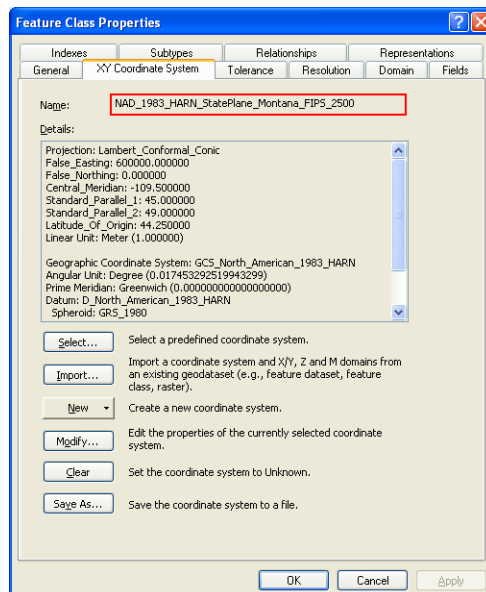 Feature Class Properties
Indexes Subtypes Relationships Representations
General XY Coordinate System Tolerance Resolution Domain Fields
Name: NAD_1983_HARN_StatePlane_Montana_FIPS_2500
Details:
Projection: Lambert_Conformal_Conic
False_Easting: 600000.000000
False_Northing: 0.000000
Central_Meridian: -109.500000
Standard_Parallel_1: 45.000000
Standard_Parallel_2: 49.000000
Latitude_Of_Origin: 44.250000
Linear Unit: Meter (1.000000)
Geographic Coordinate System: GCS_North_American_1983_HARN
Angular Unit: Degree (0.017453292519943299)
Prime Meridian: Greenwich (0.000000000000000000)
Datum: D_North_American_1983_HARN
Spheroid: GRS_1980
Select... Select a predefined coordinate system.
Import... Import a coordinate system and X/Y, Z and M domains from
an existing geodataset (e.g., feature dataset, feature
class, raster).
New Create a new coordinate system.
Modify... Edit the properties of the currently selected coordinate
system.
Clear Set the coordinate system to Unknown.
Save As... Save the coordinate system to a file.
OK Cancel Apply